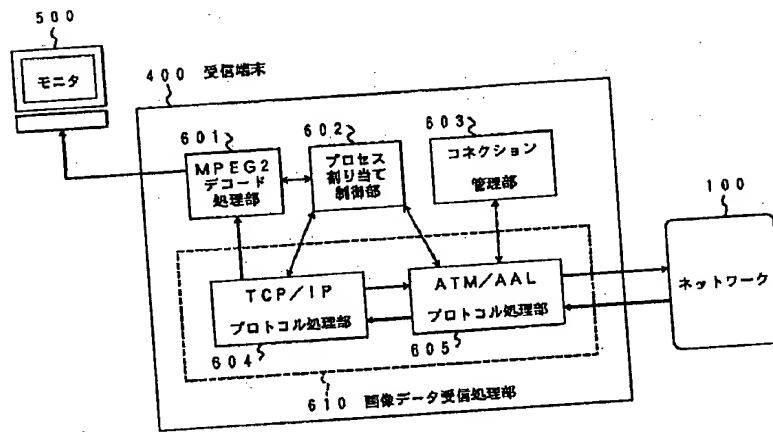 500
モニタ
400 受信端末
601
MPEG2
デコード
処理部
602
プロセス
割り当て
制御部
603
コネクション
管理部
100
ネットワーク
TCP/IP
プロトコル処理部
604
ATM/AAL
プロトコル処理部
605
610 画像データ受信処理部